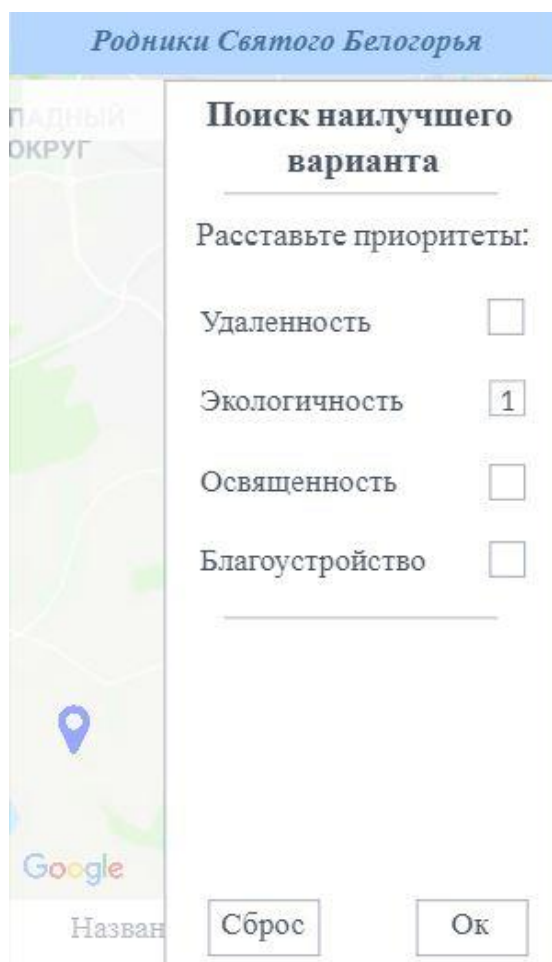 Родники Святого Белогорья
ПАДНЫЙ
ОКРУГ
Поиск наилучшего
варианта
Расставьте приоритеты:
Удаленность
Экологичность 1
Освященность
Благоустройство
Google
Назван
Сброс Ок